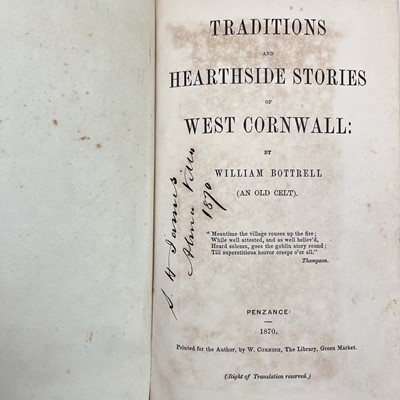 TRADITIONS
AND
HEARTHSIDE STORIES
OF
WEST CORNWALL:
BY
WILLIAM BOTTRELL
(AN OLD CELT).
" Meantime the village rouses up the fire ;
While well attested, and as well believ'd,
Heard solemn, goes the goblin story round ;
Till superstitious horror creeps o'er all."
Thompson.
PENZANCE:
1870.
Printed for the Author, by W. CORNISH, The Library, Green Market.
(Right of Translation reserved.)
S. H James
Alma Villa
1870